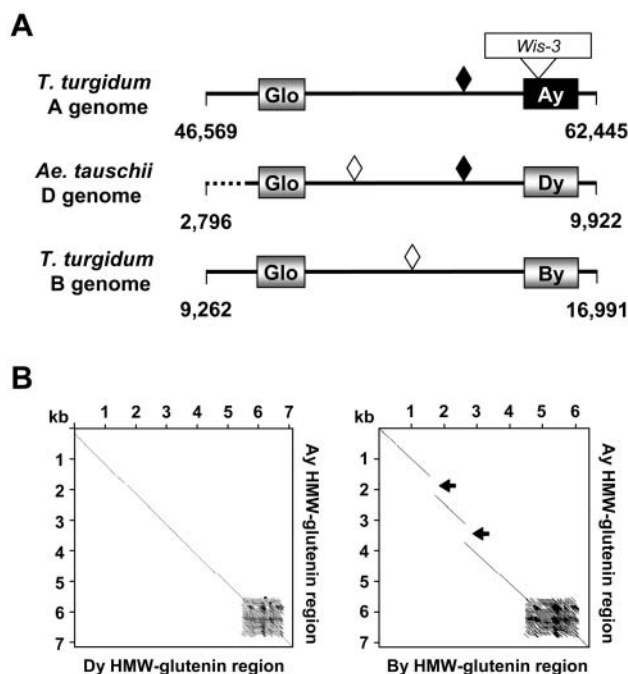 A
Wis-3
T. turgidum
A genome
Glo
Ay
46,569
62,445
Ae. tauschii
D genome
Glo
Dy
2,796
9,922
T. turgidum
B genome
Glo
By
9,262
16,991
B
kb 1 2 3 4 5 6 7
1
2
3
4
5
6
7
Ay HMW-glutenin region
Dy HMW-glutenin region
kb 1 2 3 4 5 6
1
2
3
4
5
6
7
Ay HMW-glutenin region
By HMW-glutenin region